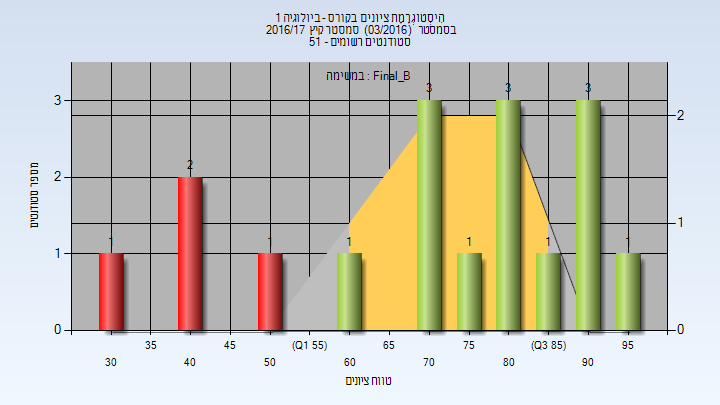 הִיסְטוֹגְרַמַת ציונים בקורס - ביולוגיה 1
בסמסטר (03/2016) סמסטר קיץ 2016/17
סטודנטים רשומים - 51
במשימה : Final_B
3 3 3
2
1 1 1 1 1 1
מספר סטודנטים
3
2
1
0
2
1
0
35 45 (Q1 55) 65 75 (Q3 85) 95
30 40 50 60 70 80 90
טווח ציונים